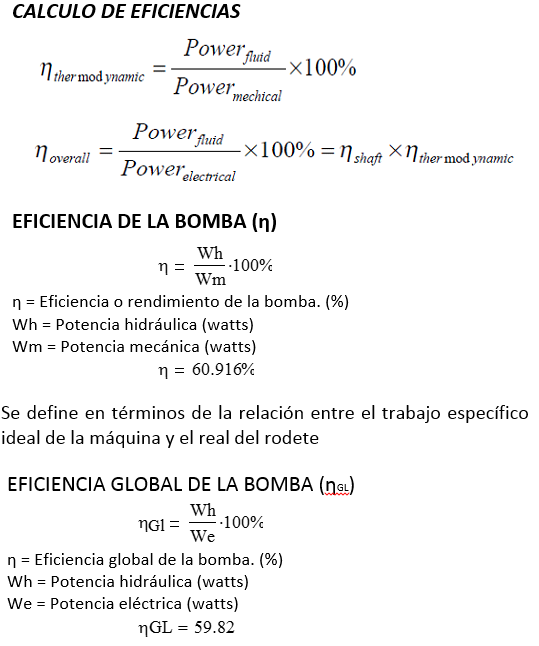 CALCULO DE EFICIENCIAS
η thermodynamic = Power fluid / Power mechical ×100%
η overall = Power fluid / Power electrical ×100% = η shaft × η thermodynamic
EFICIENCIA DE LA BOMBA (η)
η = Wh / Wm ·100%
η = Eficiencia o rendimiento de la bomba. (%)
Wh = Potencia hidráulica (watts)
Wm = Potencia mecánica (watts)
η = 60.916%
Se define en términos de la relación entre el trabajo específico
ideal de la máquina y el real del rodete
EFICIENCIA GLOBAL DE LA BOMBA (ηGL)
ηGl = Wh / We ·100%
η = Eficiencia global de la bomba. (%)
Wh = Potencia hidráulica (watts)
We = Potencia eléctrica (watts)
ηGL = 59.82